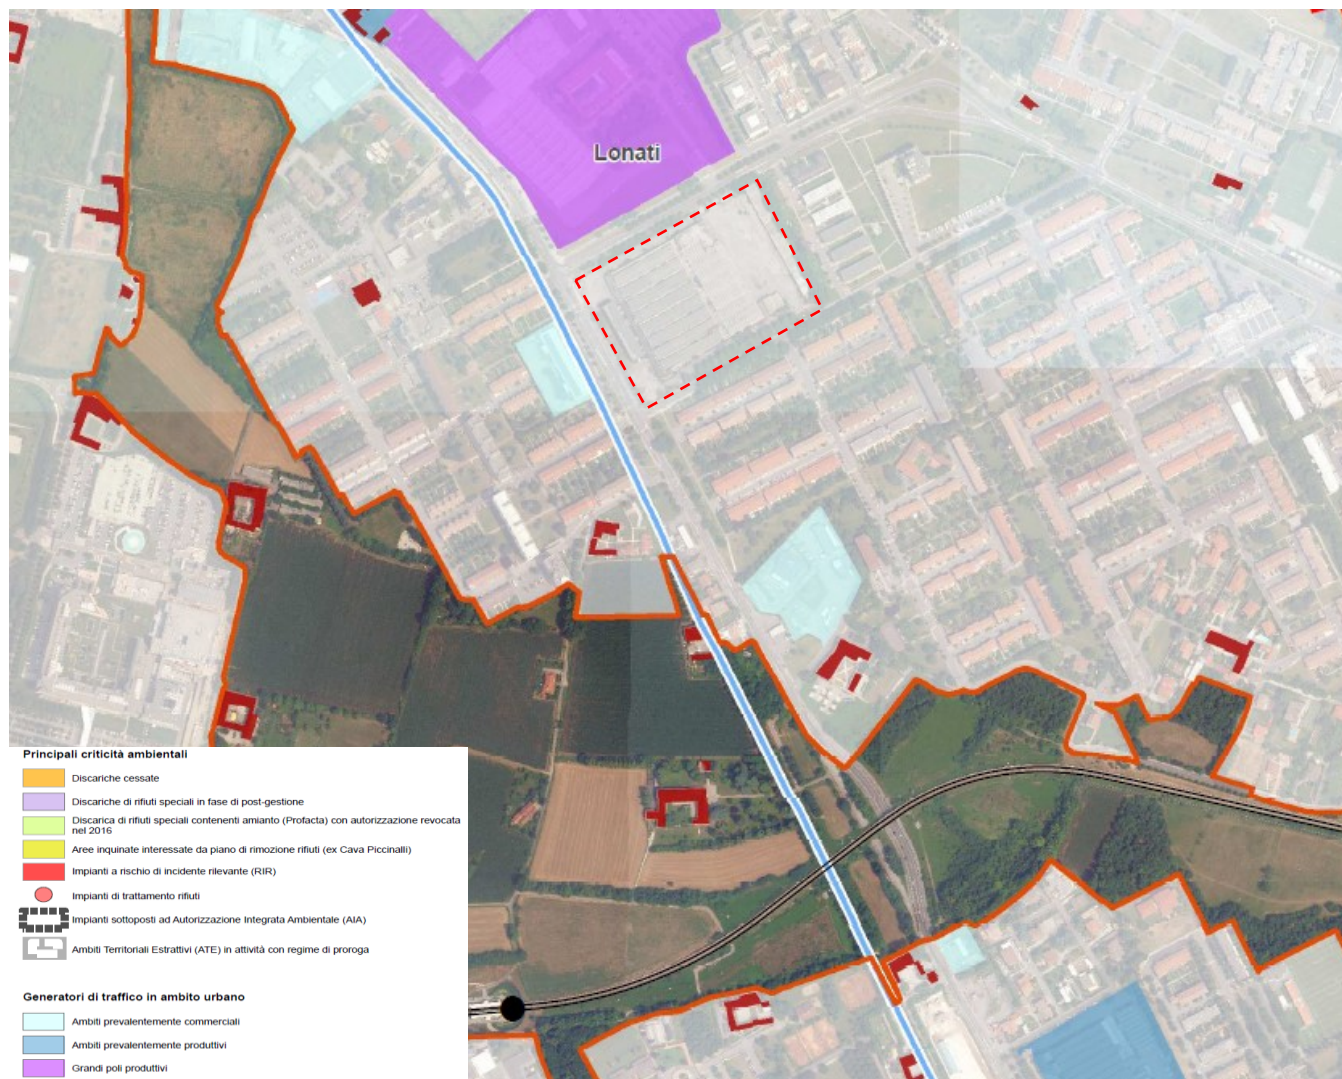 Lonati
Principali criticità ambientali
Discariche cessate
Discariche di rifiuti speciali in fase di post-gestione
Discarica di rifiuti speciali contenenti amianto (Profacta) con autorizzazione revocata
nel 2016
Aree inquinate interessate da piano di rimozione rifiuti (ex Cava Piccinalli)
Impianti a rischio di incidente rilevante (RIR)
Impianti di trattamento rifiuti
Impianti sottoposti ad Autorizzazione Integrata Ambientale (AIA)
Ambiti Territoriali Estrattivi (ATE) in attività con regime di proroga
Generatori di traffico in ambito urbano
Ambiti prevalentemente commerciali
Ambiti prevalentemente produttivi
Grandi poli produttivi